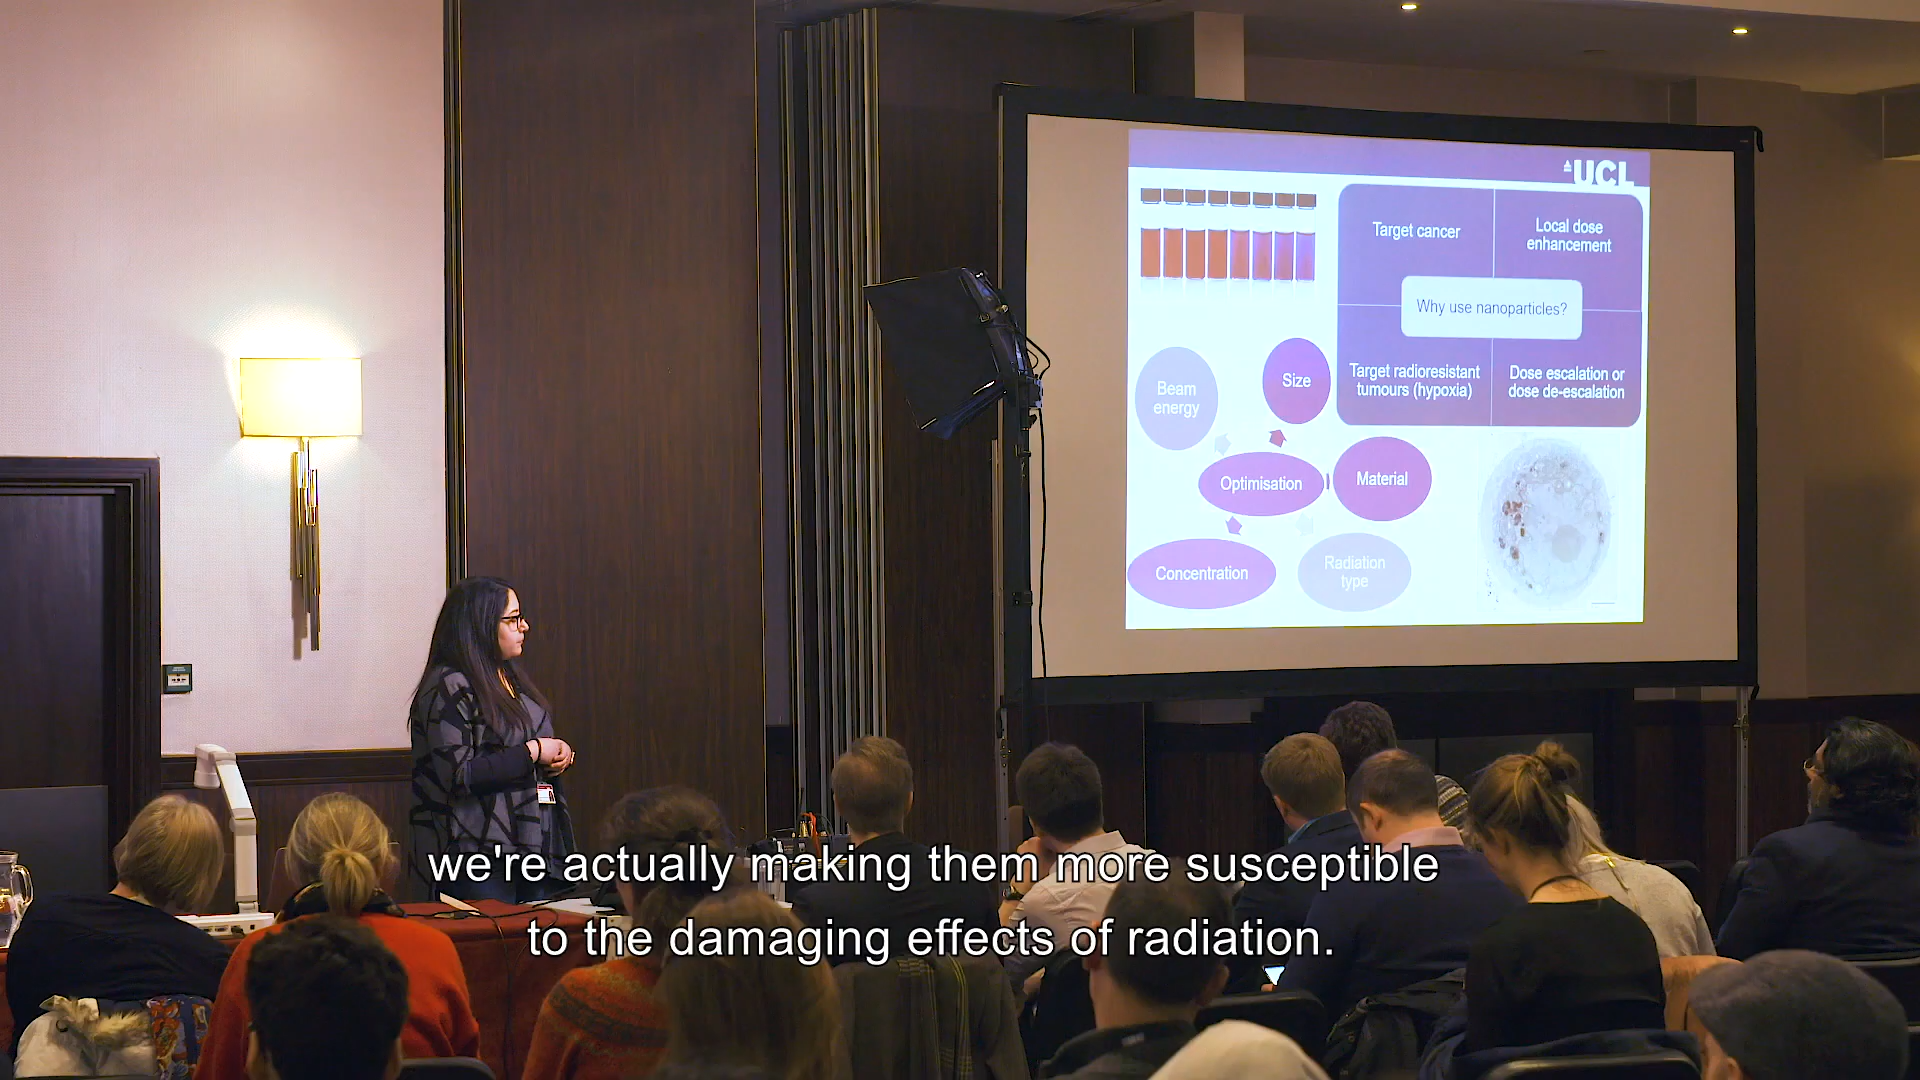 UCL
Target cancer
Local dose
enhancement
Why use nanoparticles?
Target radioresistant
tumours (hypoxia)
Dose escalation or
dose de-escalation
Beam
energy
Size
Optimisation
Material
Concentration
Radiation
type
we're actually making them more susceptible
to the damaging effects of radiation.